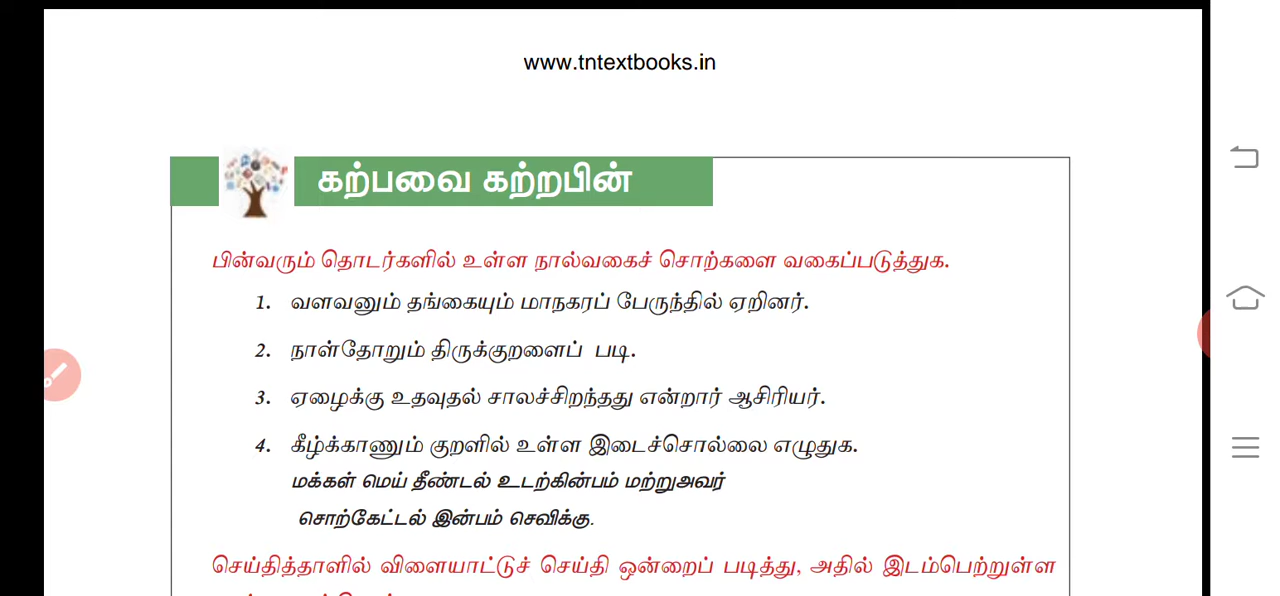 www.tntextbooks.in
கற்பவை கற்றபின்
பின்வரும் தொடர்களில் உள்ள நால்வகைச் சொற்களை வகைப்படுத்துக.
1. வளவனும் தங்கையும் மாநகரப் பேருந்தில் ஏறினர்.
2. நாள்தோறும் திருக்குறளைப் படி.
3. ஏழைக்கு உதவுதல் சாலச்சிறந்தது என்றார் ஆசிரியர்.
4. கீழ்க்காணும் குறளில் உள்ள இடைச்சொல்லை எழுதுக.
மக்கள் மெய் தீண்டல் உடற்கின்பம் மற்றுஅவர்
சொற்கேட்டல் இன்பம் செவிக்கு.
செய்தித்தாளில் விளையாட்டுச் செய்தி ஒன்றைப் படித்து, அதில் இடம்பெற்றுள்ள